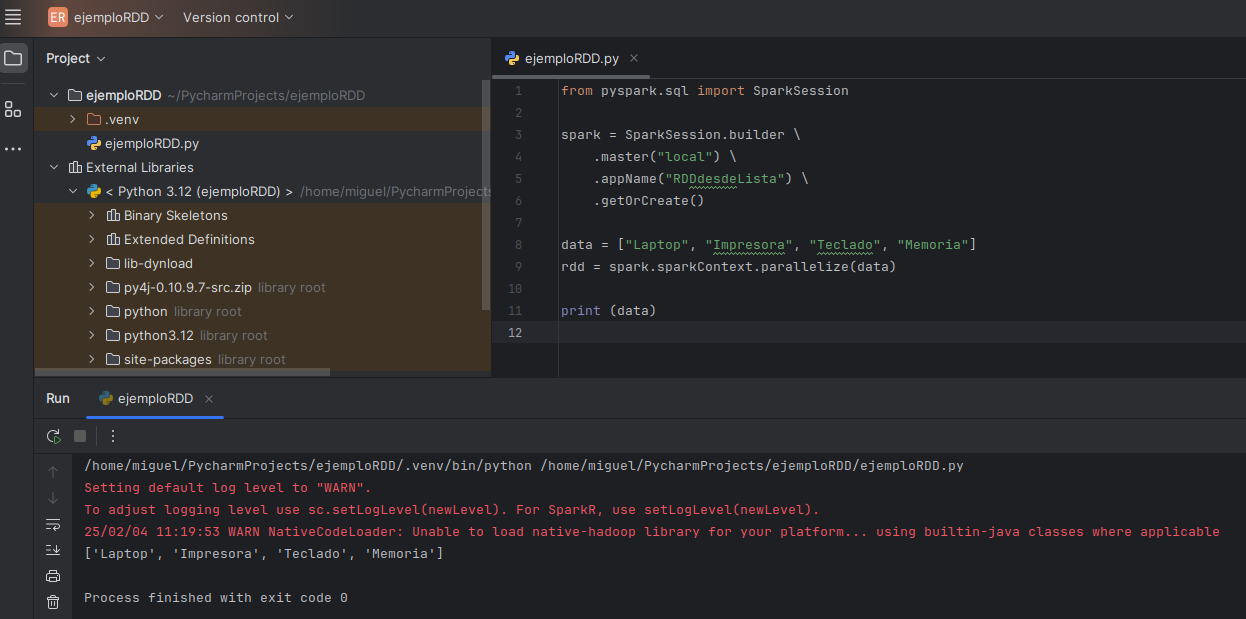 ER ejemploRDD Version control
Project
ejemploRDD ~/PycharmProjects/ejemploRDD
.venv
ejemploRDD.py
External Libraries
< Python 3.12 (ejemploRDD) > /home/miguel/PycharmProjects
Binary Skeletons
Extended Definitions
lib-dynload
py4j-0.10.9.7-src.zip library root
python library root
python3.12 library root
site-packages library root
ejemploRDD.py
1 from pyspark.sql import SparkSession
2
3 spark = SparkSession.builder \
4 .master("local") \
5 .appName("RDDdesdeLista") \
6 .getOrCreate()
7
8 data = ["Laptop", "Impresora", "Teclado", "Memoria"]
9 rdd = spark.sparkContext.parallelize(data)
10
11 print (data)
12
Run ejemploRDD
/home/miguel/PycharmProjects/ejemploRDD/.venv/bin/python /home/miguel/PycharmProjects/ejemploRDD/ejemploRDD.py
Setting default log level to "WARN".
To adjust logging level use sc.setLogLevel(newLevel). For SparkR, use setLogLevel(newLevel).
25/02/04 11:19:53 WARN NativeCodeLoader: Unable to load native-hadoop library for your platform... using builtin-java classes where applicable
['Laptop', 'Impresora', 'Teclado', 'Memoria']
Process finished with exit code 0